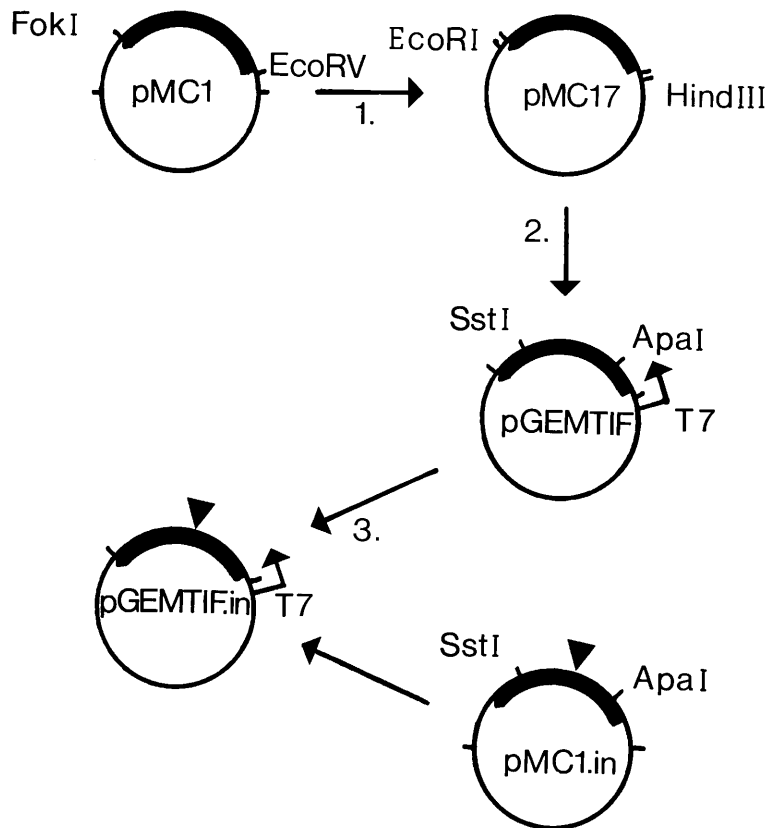 FokI
EcoRV
pMC1
1.
EcoRI
pMC17
HindIII
2.
SstI
ApaI
pGEMTIF
T7
3.
pGEMTIF.in
T7
SstI
ApaI
pMC1.in